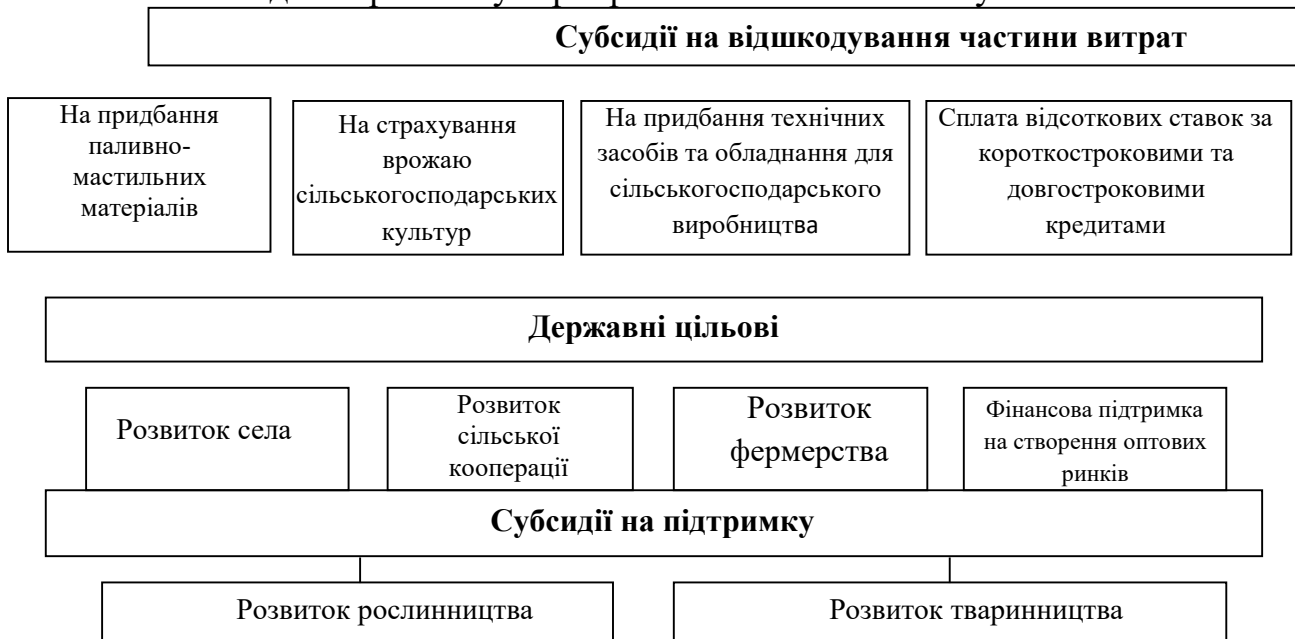 Субсидії на відшкодування частини витрат
На придбання
паливно-
мастильних
матеріалів
На страхування
врожаю
сільськогосподарських
культур
На придбання технічних
засобів та обладнання для
сільськогосподарського
виробництва
Сплата відсоткових ставок за
короткостроковими та
довгостроковими
кредитами
Державні цільові
Розвиток села
Розвиток
сільської
кооперації
Розвиток
фермерства
Фінансова підтримка
на створення оптових
ринків
Субсидії на підтримку
Розвиток рослинництва
Розвиток тваринництва